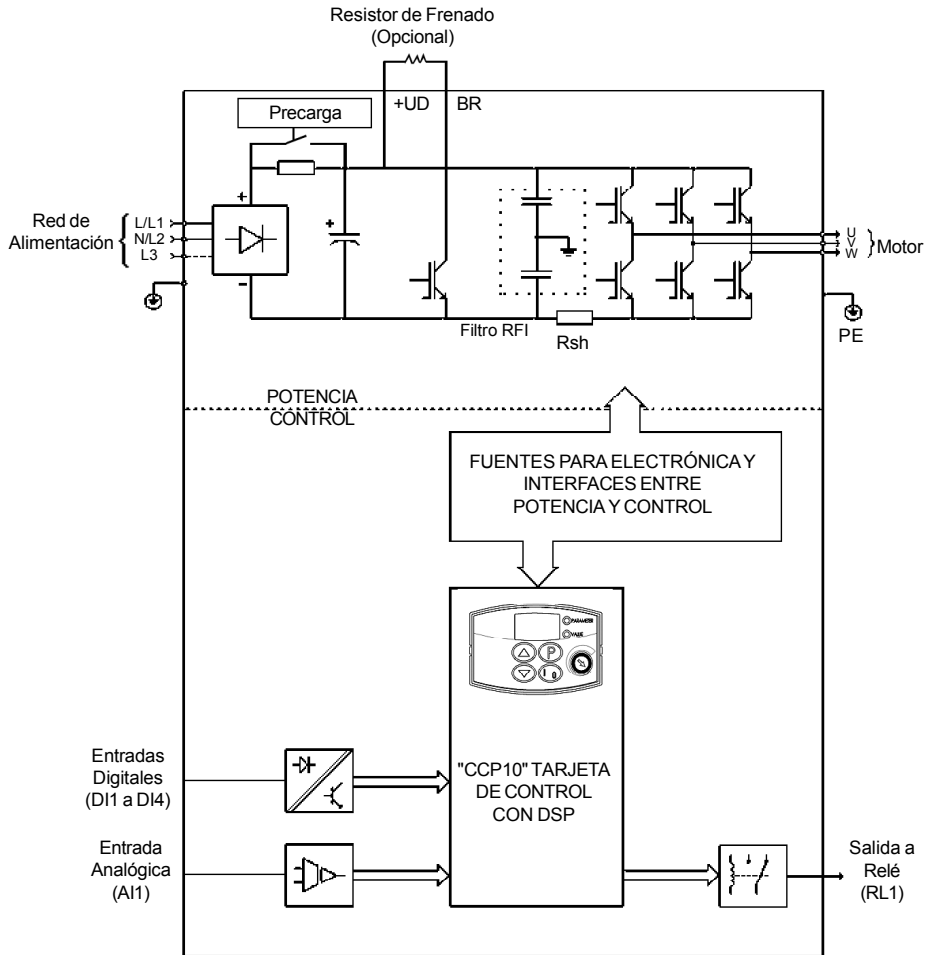 Resistor de Frenado
(Opcional)
+UD
BR
Precarga
+
+
Red de
Alimentación
L/L1
N/L2
L3
-
U
V
W
Motor
Filtro RFI
Rsh
PE
POTENCIA
CONTROL
FUENTES PARA ELECTRÓNICA Y
INTERFACES ENTRE
POTENCIA Y CONTROL
PARAMETER
VALUE
P
I 0
Entradas
Digitales
(DI1 a DI4)
"CCP10" TARJETA
DE CONTROL
CON DSP
Entrada
Analógica
(AI1)
Salida a
Relé
(RL1)